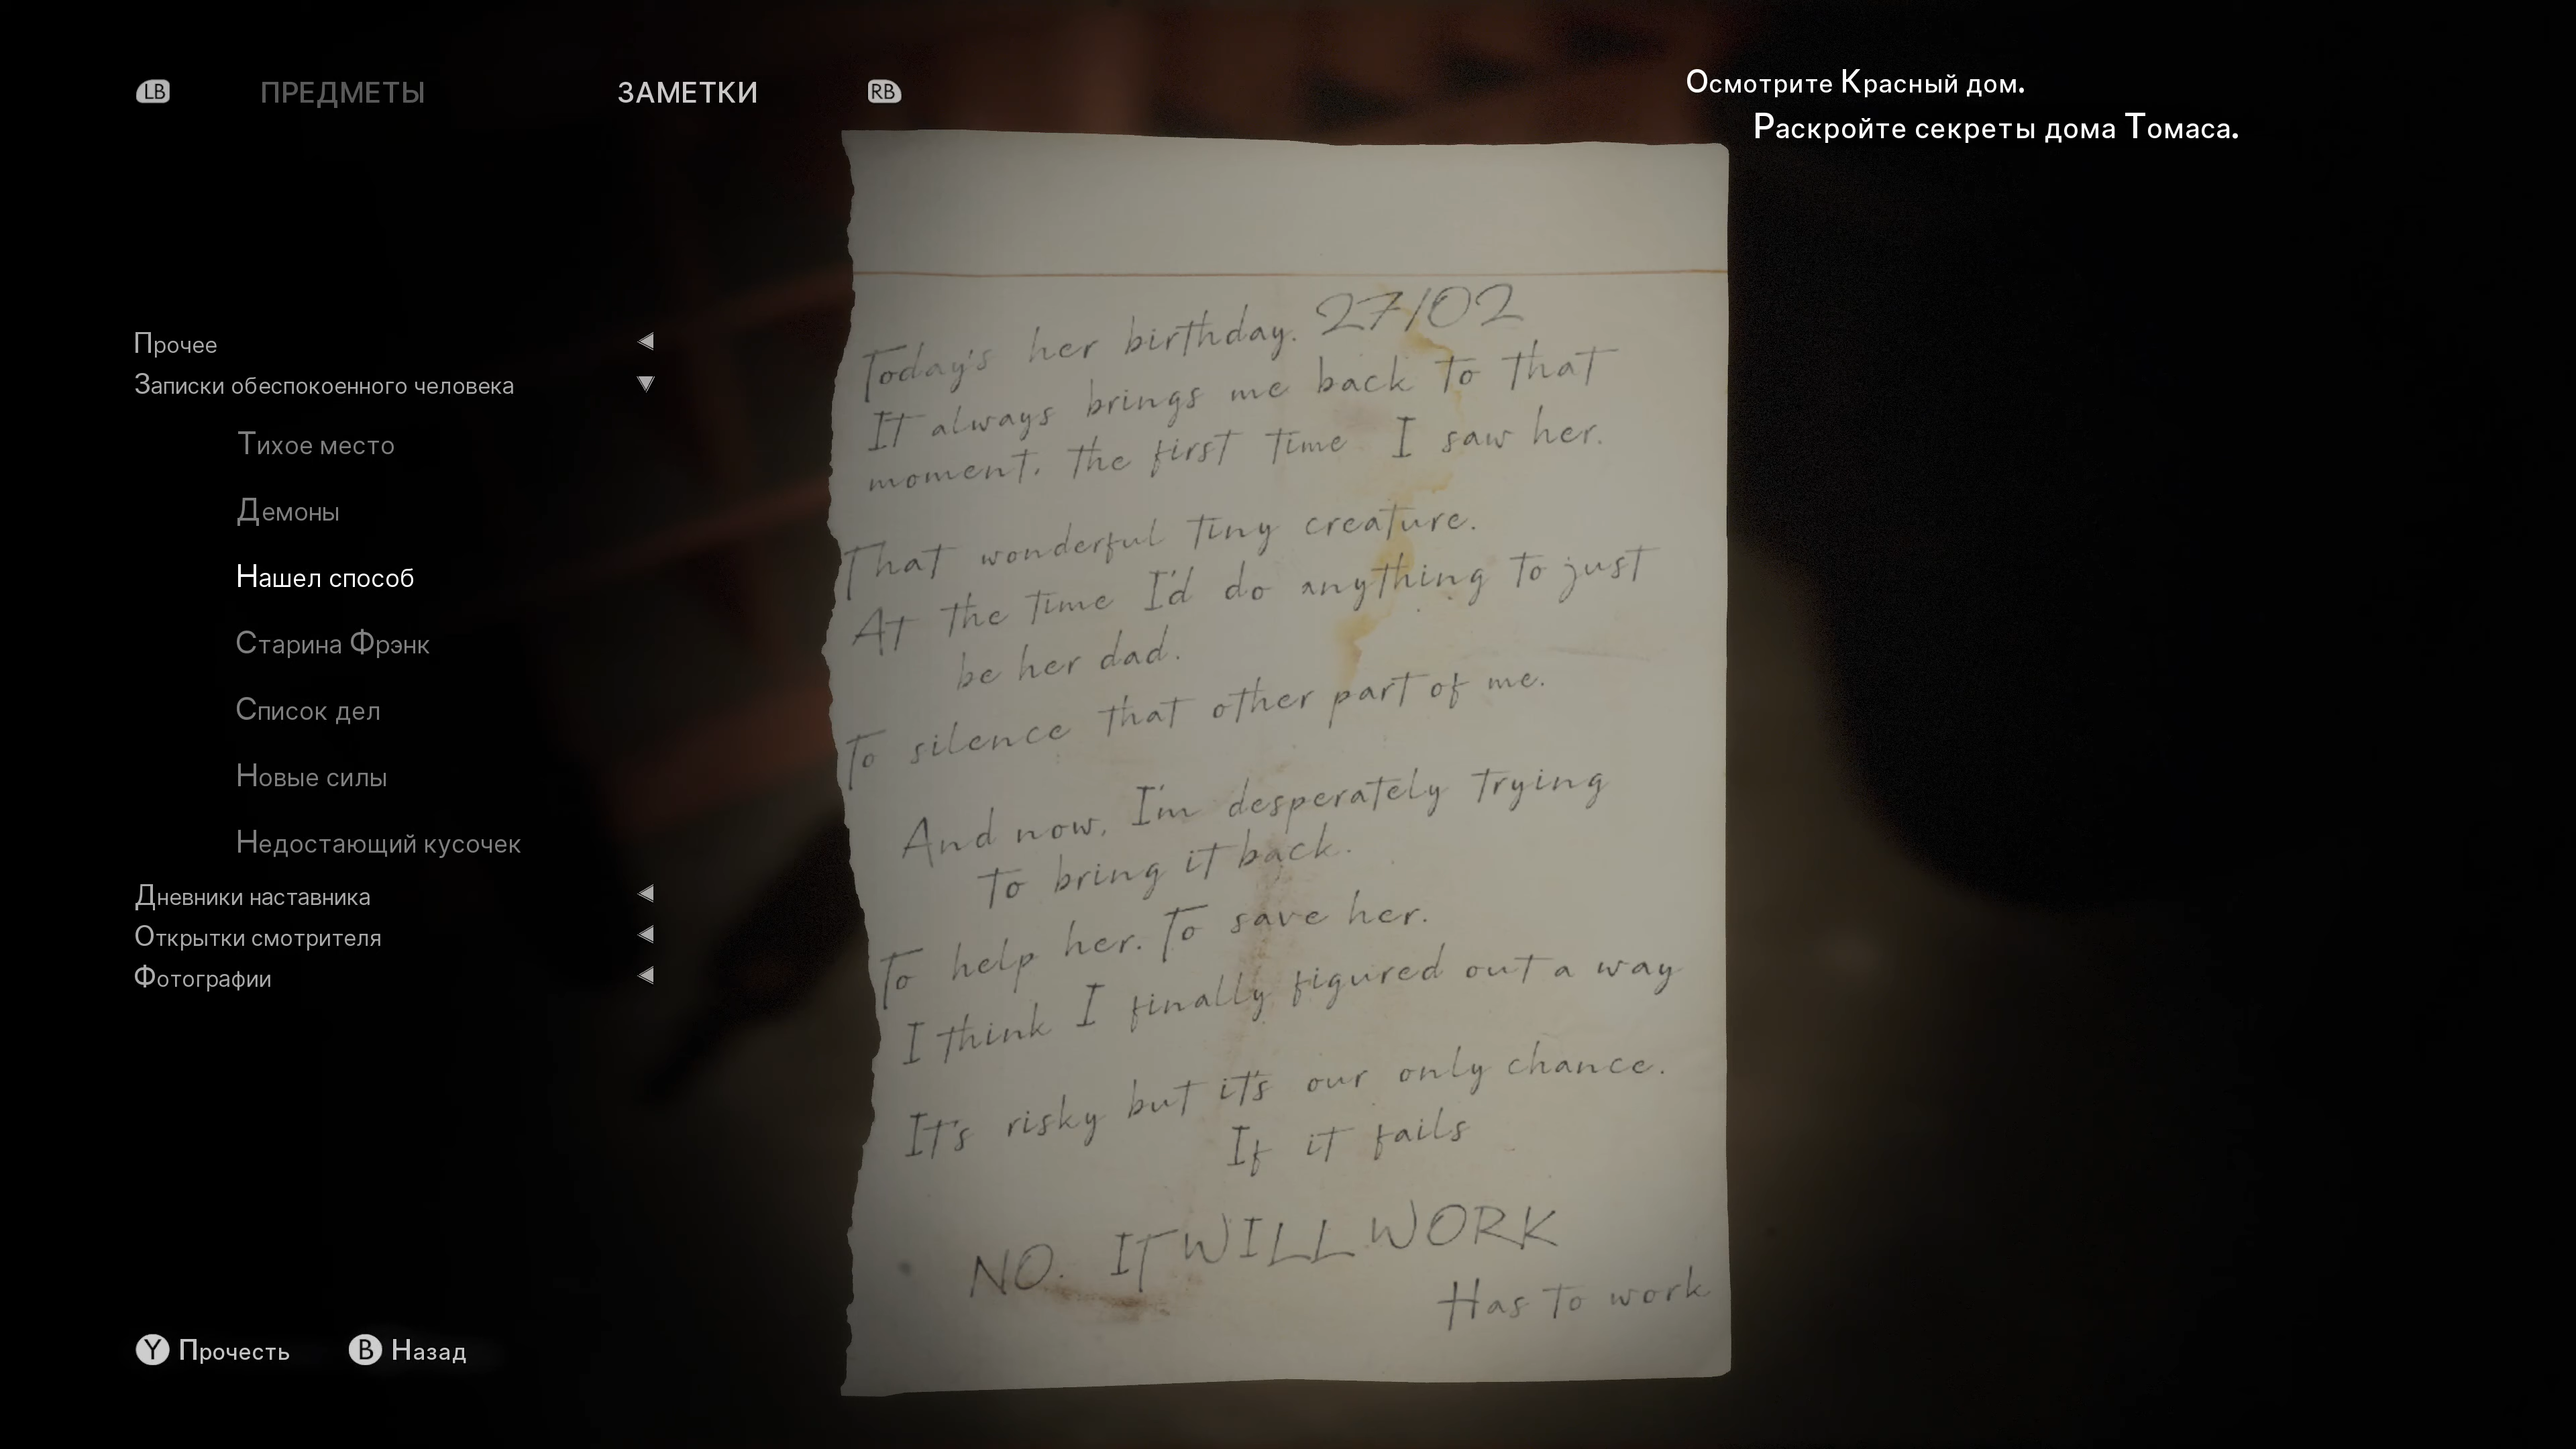 LB ПРЕДМЕТЫ ЗАМЕТКИ RB
Осмотрите Красный дом.
Раскройте секреты дома Томаса.
Прочее
Записки обеспокоенного человека
Тихое место
Демоны
Нашел способ
Старина Фрэнк
Список дел
Новые силы
Недостающий кусочек
Дневники наставника
Открытки смотрителя
Фотографии
Today's her birthday. 27/02
It always brings me back to that
moment, the first time I saw her.
That wonderful tiny creature.
At the time I'd do anything to just
be her dad.
To silence that other part of me.
And now, I'm desperately trying
to bring it back.
To help her. To save her.
I think I finally figured out a way
It's risky but it's our only chance.
If it fails
NO. IT WILL WORK
Has to work
Y Прочесть B Назад